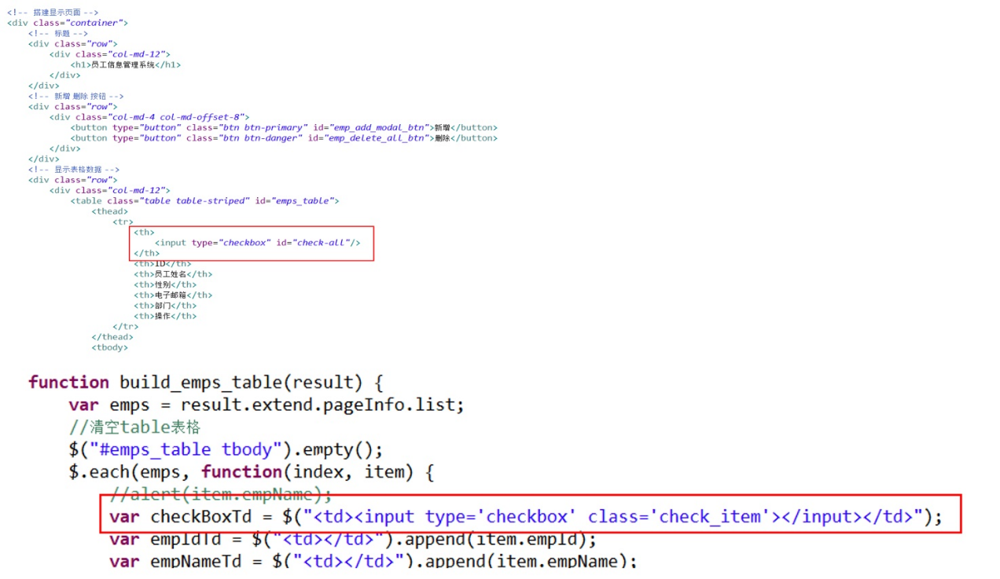 <!-- 搭建显示页面 -->
<div class="container">
<!-- 标题 -->
<div class="row">
<div class="col-md-12">
<h1>员工信息管理系统</h1>
</div>
</div>
<!-- 新增 删除 按钮 -->
<div class="row">
<div class="col-md-4 col-md-offset-8">
<button type="button" class="btn btn-primary" id="emp_add_modal_btn">新增</button>
<button type="button" class="btn btn-danger" id="emp_delete_all_btn">删除</button>
</div>
</div>
<!-- 显示表格数据 -->
<div class="row">
<div class="col-md-12">
<table class="table table-striped" id="emps_table">
<thead>
<tr>
<th>
<input type="checkbox" id="check-all"/>
</th>
<th>ID</th>
<th>员工姓名</th>
<th>性别</th>
<th>电子邮箱</th>
<th>部门</th>
<th>操作</th>
</tr>
</thead>
<tbody>
function build_emps_table(result) {
var emps = result.extend.pageInfo.list;
//清空table表格
$("#emps_table tbody").empty();
$.each(emps, function(index, item) {
//alert(item.empName);
var checkBoxTd = $("<td><input type='checkbox' class='check_item'></input></td>");
var empIdTd = $("<td></td>").append(item.empId);
var empNameTd = $("<td></td>").append(item.empName);